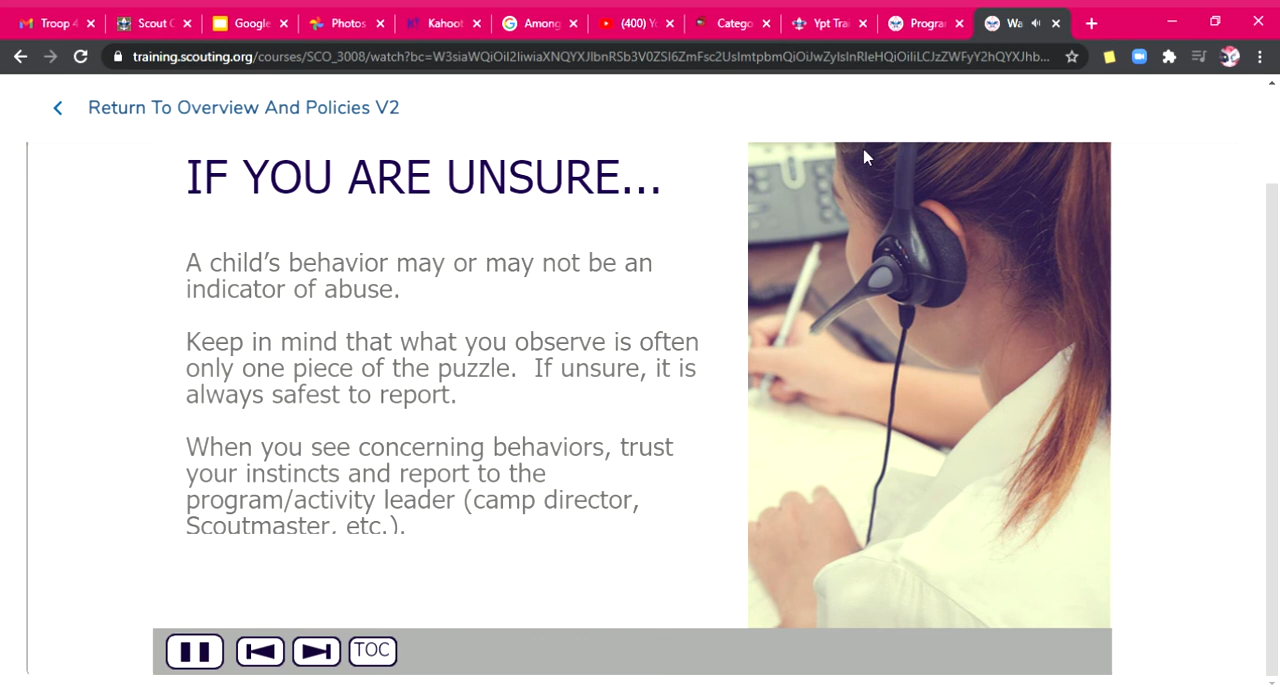 Troop 4
Scout C
Google
Photos
Kahoot
Among
(400) Y
Catego
Ypt Trai
Progra
Wa
training.scouting.org/courses/SCO_3008/watch?bc=
Return To Overview And Policies V2
IF YOU ARE UNSURE...
A child’s behavior may or may not be an
indicator of abuse.
Keep in mind that what you observe is often
only one piece of the puzzle.  If unsure, it is
always safest to report.
When you see concerning behaviors, trust
your instincts and report to the
program/activity leader (camp director,
Scoutmaster, etc.).
TOC